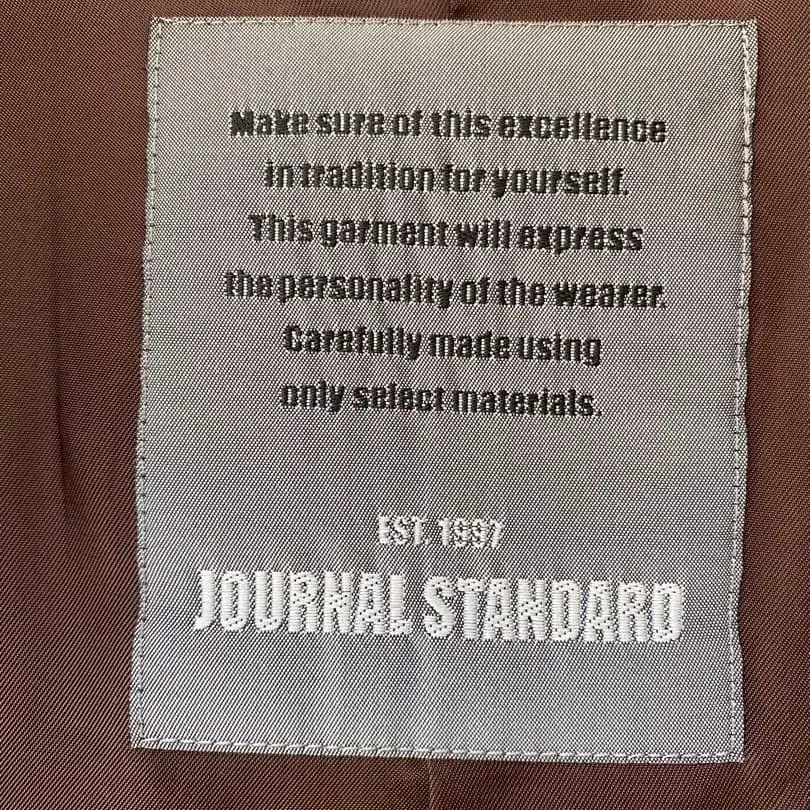 Make sure of this excellence
in tradition for yourself.
This garment will express
the personality of the wearer.
Carefully made using
only select materials.
EST. 1997
JOURNAL STANDARD